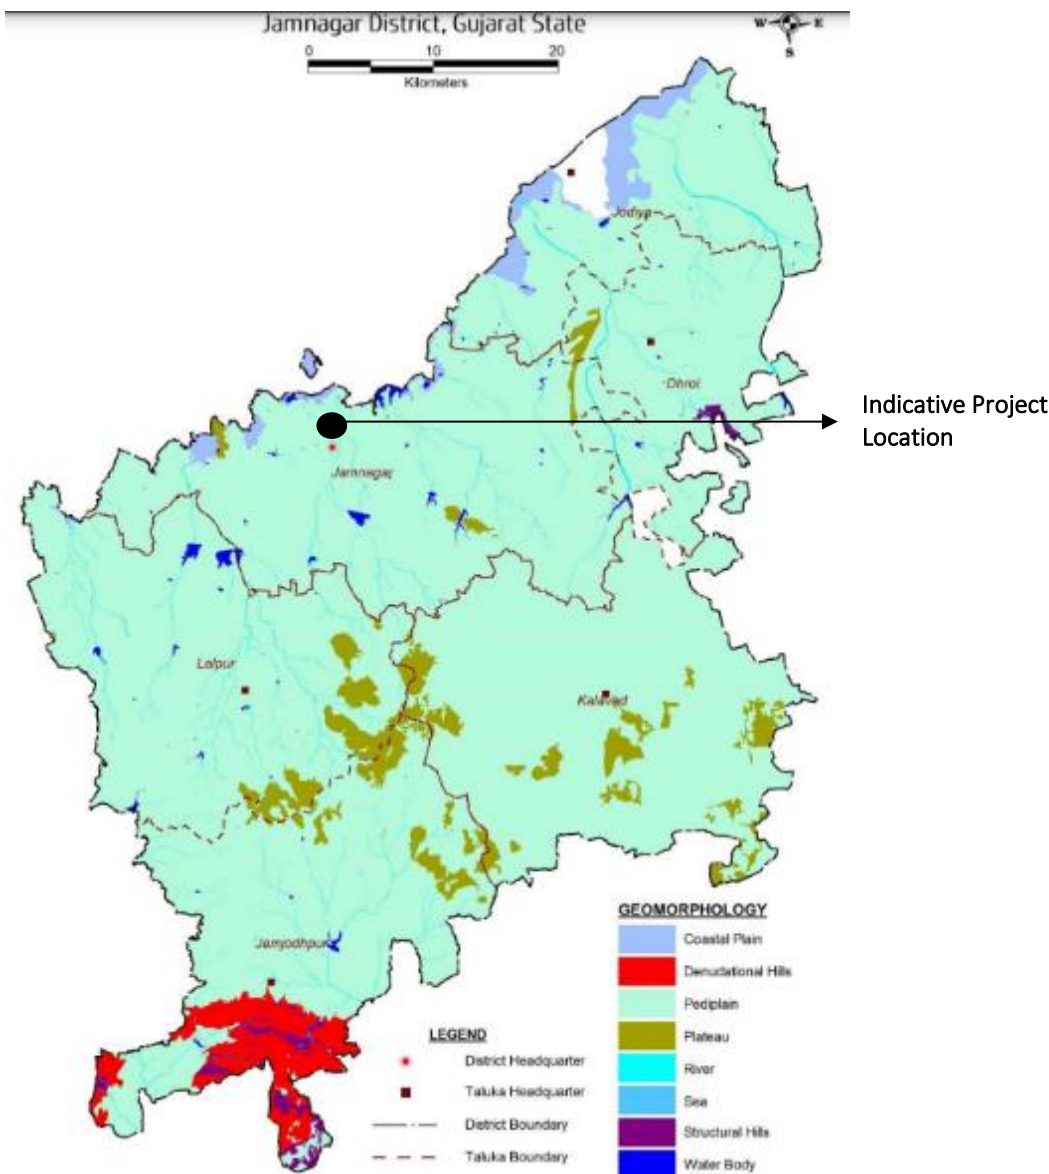 Jamnagar District, Gujarat State
W E
S
0 10 20
Kilometers
Jodiya
Dhrol
Indicative Project
Location
Jamnagar
Lalpur
Kalavad
Jamjodhpur
GEOMORPHOLOGY
Coastal Plain
Denudational Hills
Pediplain
Plateau
River
Sea
Structural Hills
Water Body
LEGEND
District Headquarter
Taluka Headquarter
District Boundary
Taluka Boundary